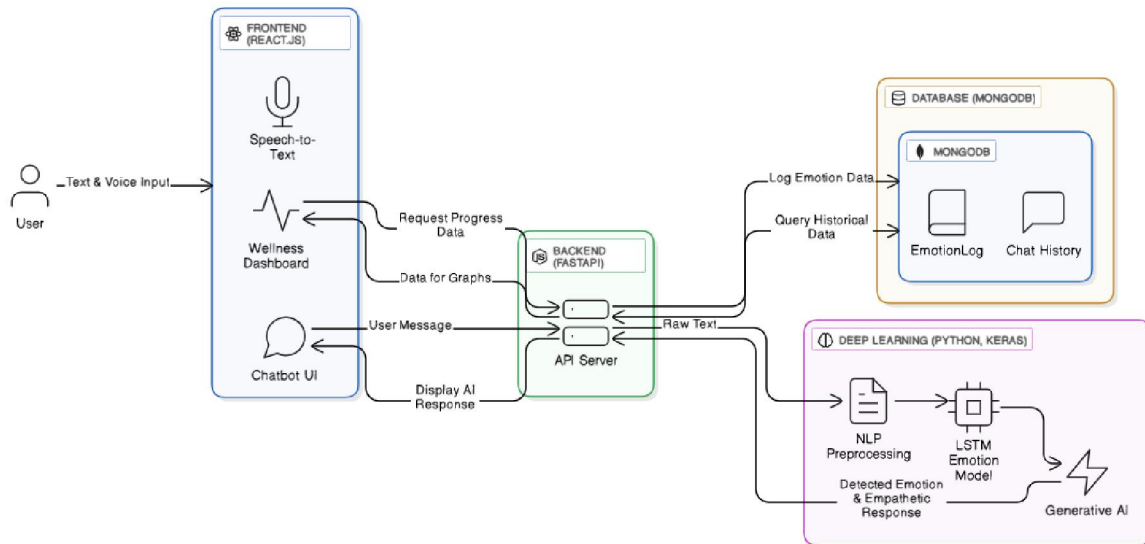 FRONTEND
(REACT.JS)
Speech-to-
Text
Text & Voice Input
User
Wellness
Dashboard
Chatbot UI
Request Progress
Data
Data for Graphs
User Message
Display AI
Response
BACKEND
(FASTAPI)
API Server
Log Emotion Data
Query Historical
Data
Raw Text
DATABASE (MONGODB)
MONGODB
EmotionLog
Chat History
DEEP LEARNING (PYTHON, KERAS)
NLP
Preprocessing
LSTM
Emotion
Model
Detected Emotion
& Empathetic
Response
Generative AI